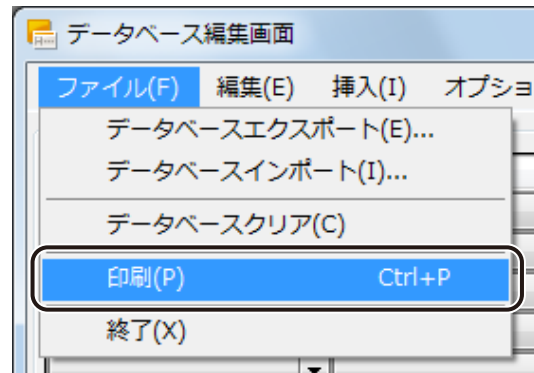 データベース編集画面
ファイル(F) 編集(E) 挿入(I) オプショ
データベースエクスポート(E)...
データベースインポート(I)...
データベースクリア(C)
印刷(P) Ctrl+P
終了(X)